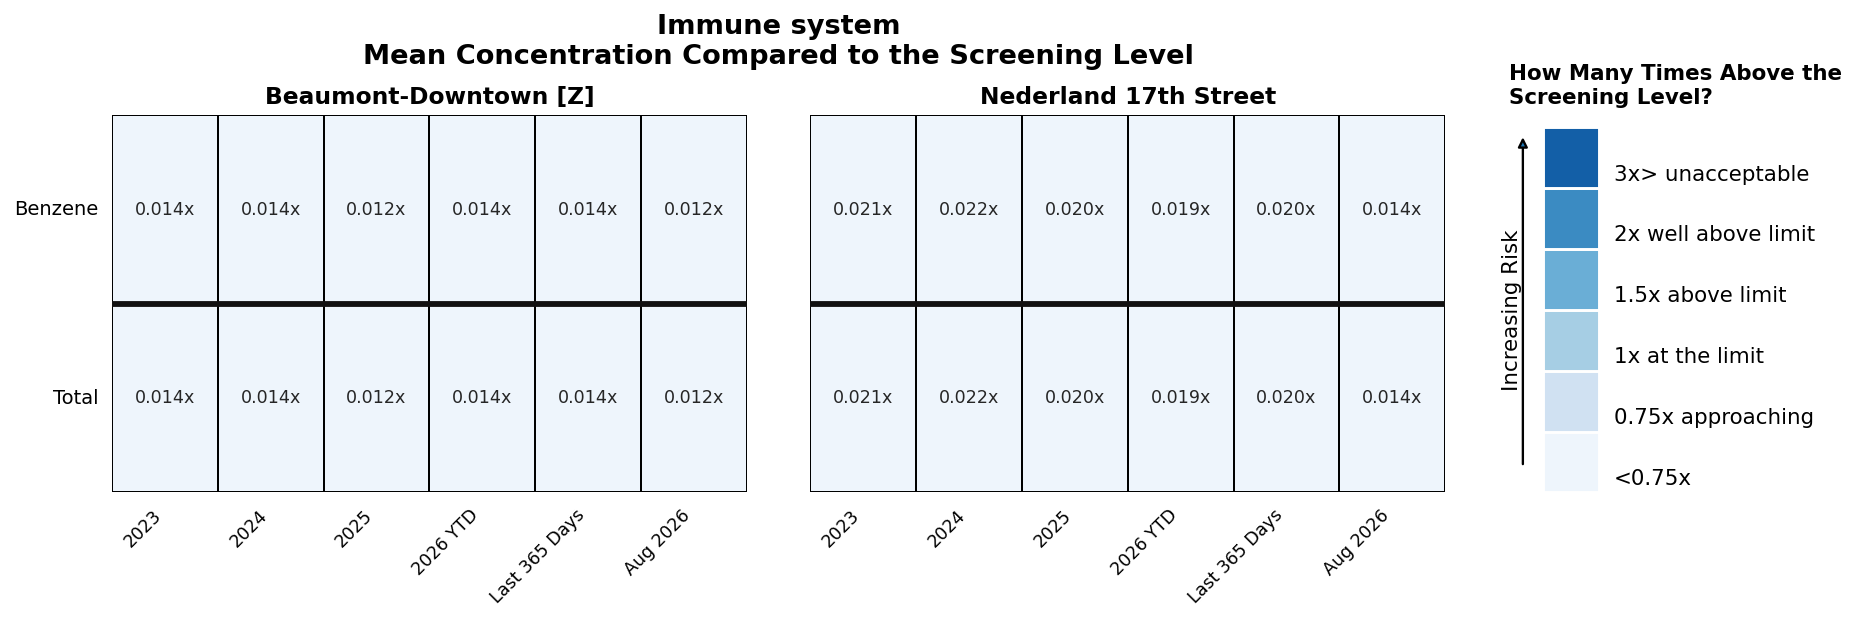 Immune system
Mean Concentration Compared to the Screening Level
Beaumont-Downtown [Z]
Nederland 17th Street
How Many Times Above the
Screening Level?
Benzene 0.014x 0.014x 0.012x 0.014x 0.014x 0.012x 0.021x 0.022x 0.020x 0.019x 0.020x 0.014x
Total 0.014x 0.014x 0.012x 0.014x 0.014x 0.012x 0.021x 0.022x 0.020x 0.019x 0.020x 0.014x
2023 2024 2025 2026 YTD Last 365 Days Aug 2026 2023 2024 2025 2026 YTD Last 365 Days Aug 2026
Increasing Risk
3x> unacceptable
2x well above limit
1.5x above limit
1x at the limit
0.75x approaching
<0.75x